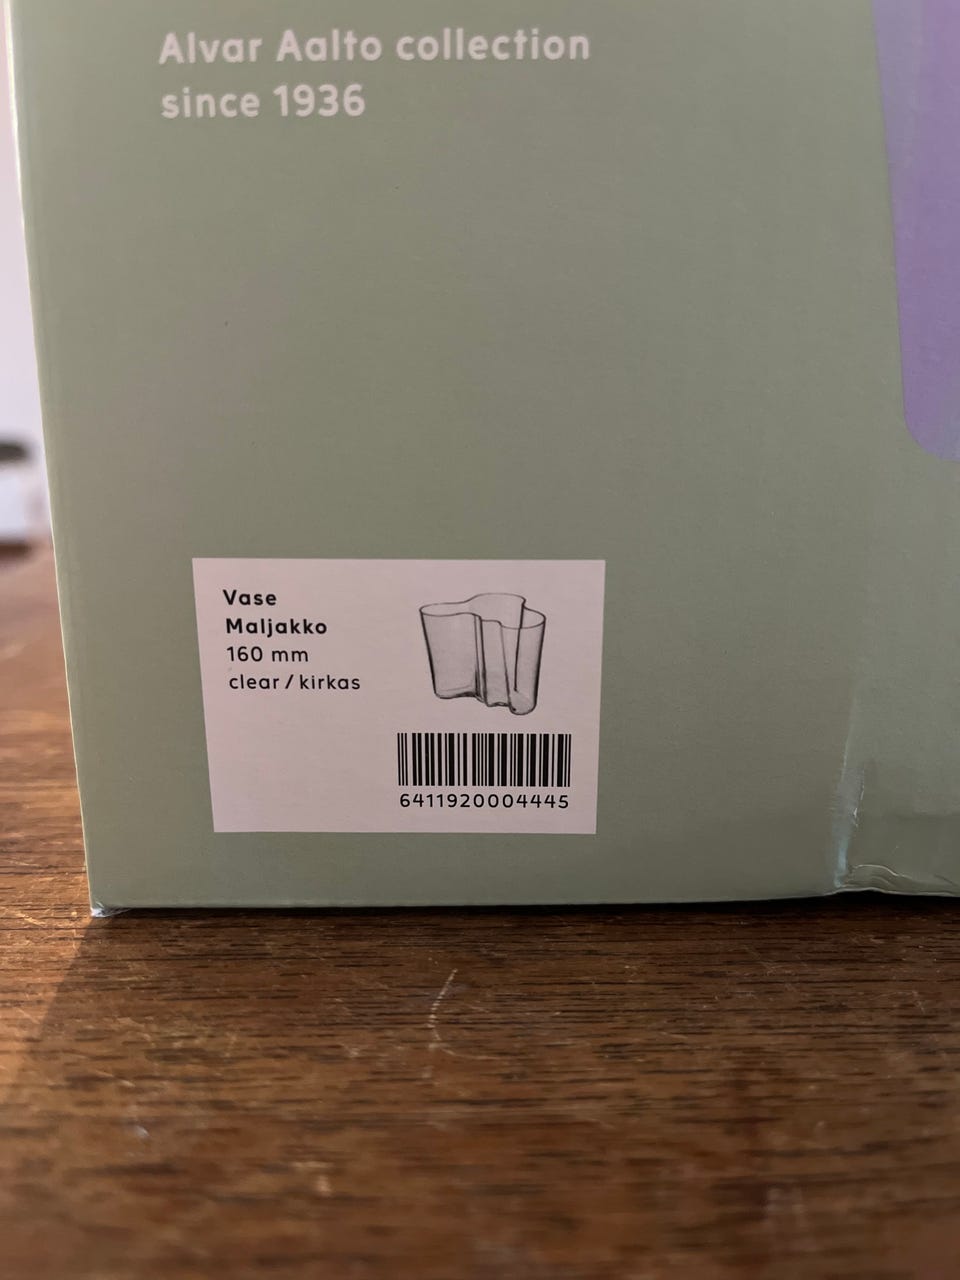 Alvar Aalto collection
since 1936
Vase
Maljakko
160 mm
clear / kirkas
6411920004445